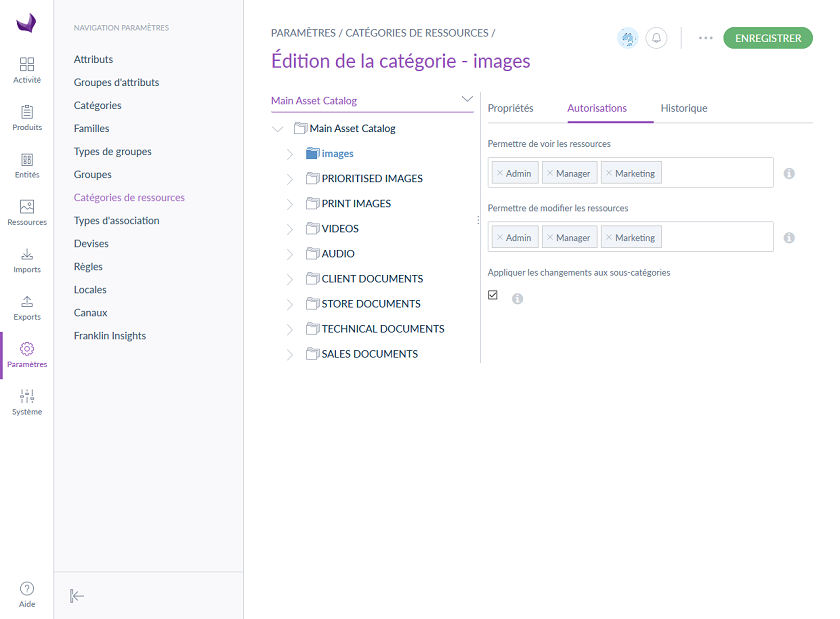 Activité
Produits
Entités
Ressources
Imports
Exports
Paramètres
Système
Aide
NAVIGATION PARAMÈTRES
Attributs
Groupes d'attributs
Catégories
Familles
Types de groupes
Groupes
Catégories de ressources
Types d'association
Devises
Règles
Locales
Canaux
Franklin Insights
PARAMÈTRES / CATÉGORIES DE RESSOURCES /
ENREGISTRER
Édition de la catégorie - images
Main Asset Catalog
Main Asset Catalog
images
PRIORITISED IMAGES
PRINT IMAGES
VIDEOS
AUDIO
CLIENT DOCUMENTS
STORE DOCUMENTS
TECHNICAL DOCUMENTS
SALES DOCUMENTS
Propriétés Autorisations Historique
Permettre de voir les ressources
× Admin × Manager × Marketing
Permettre de modifier les ressources
× Admin × Manager × Marketing
Appliquer les changements aux sous-catégories